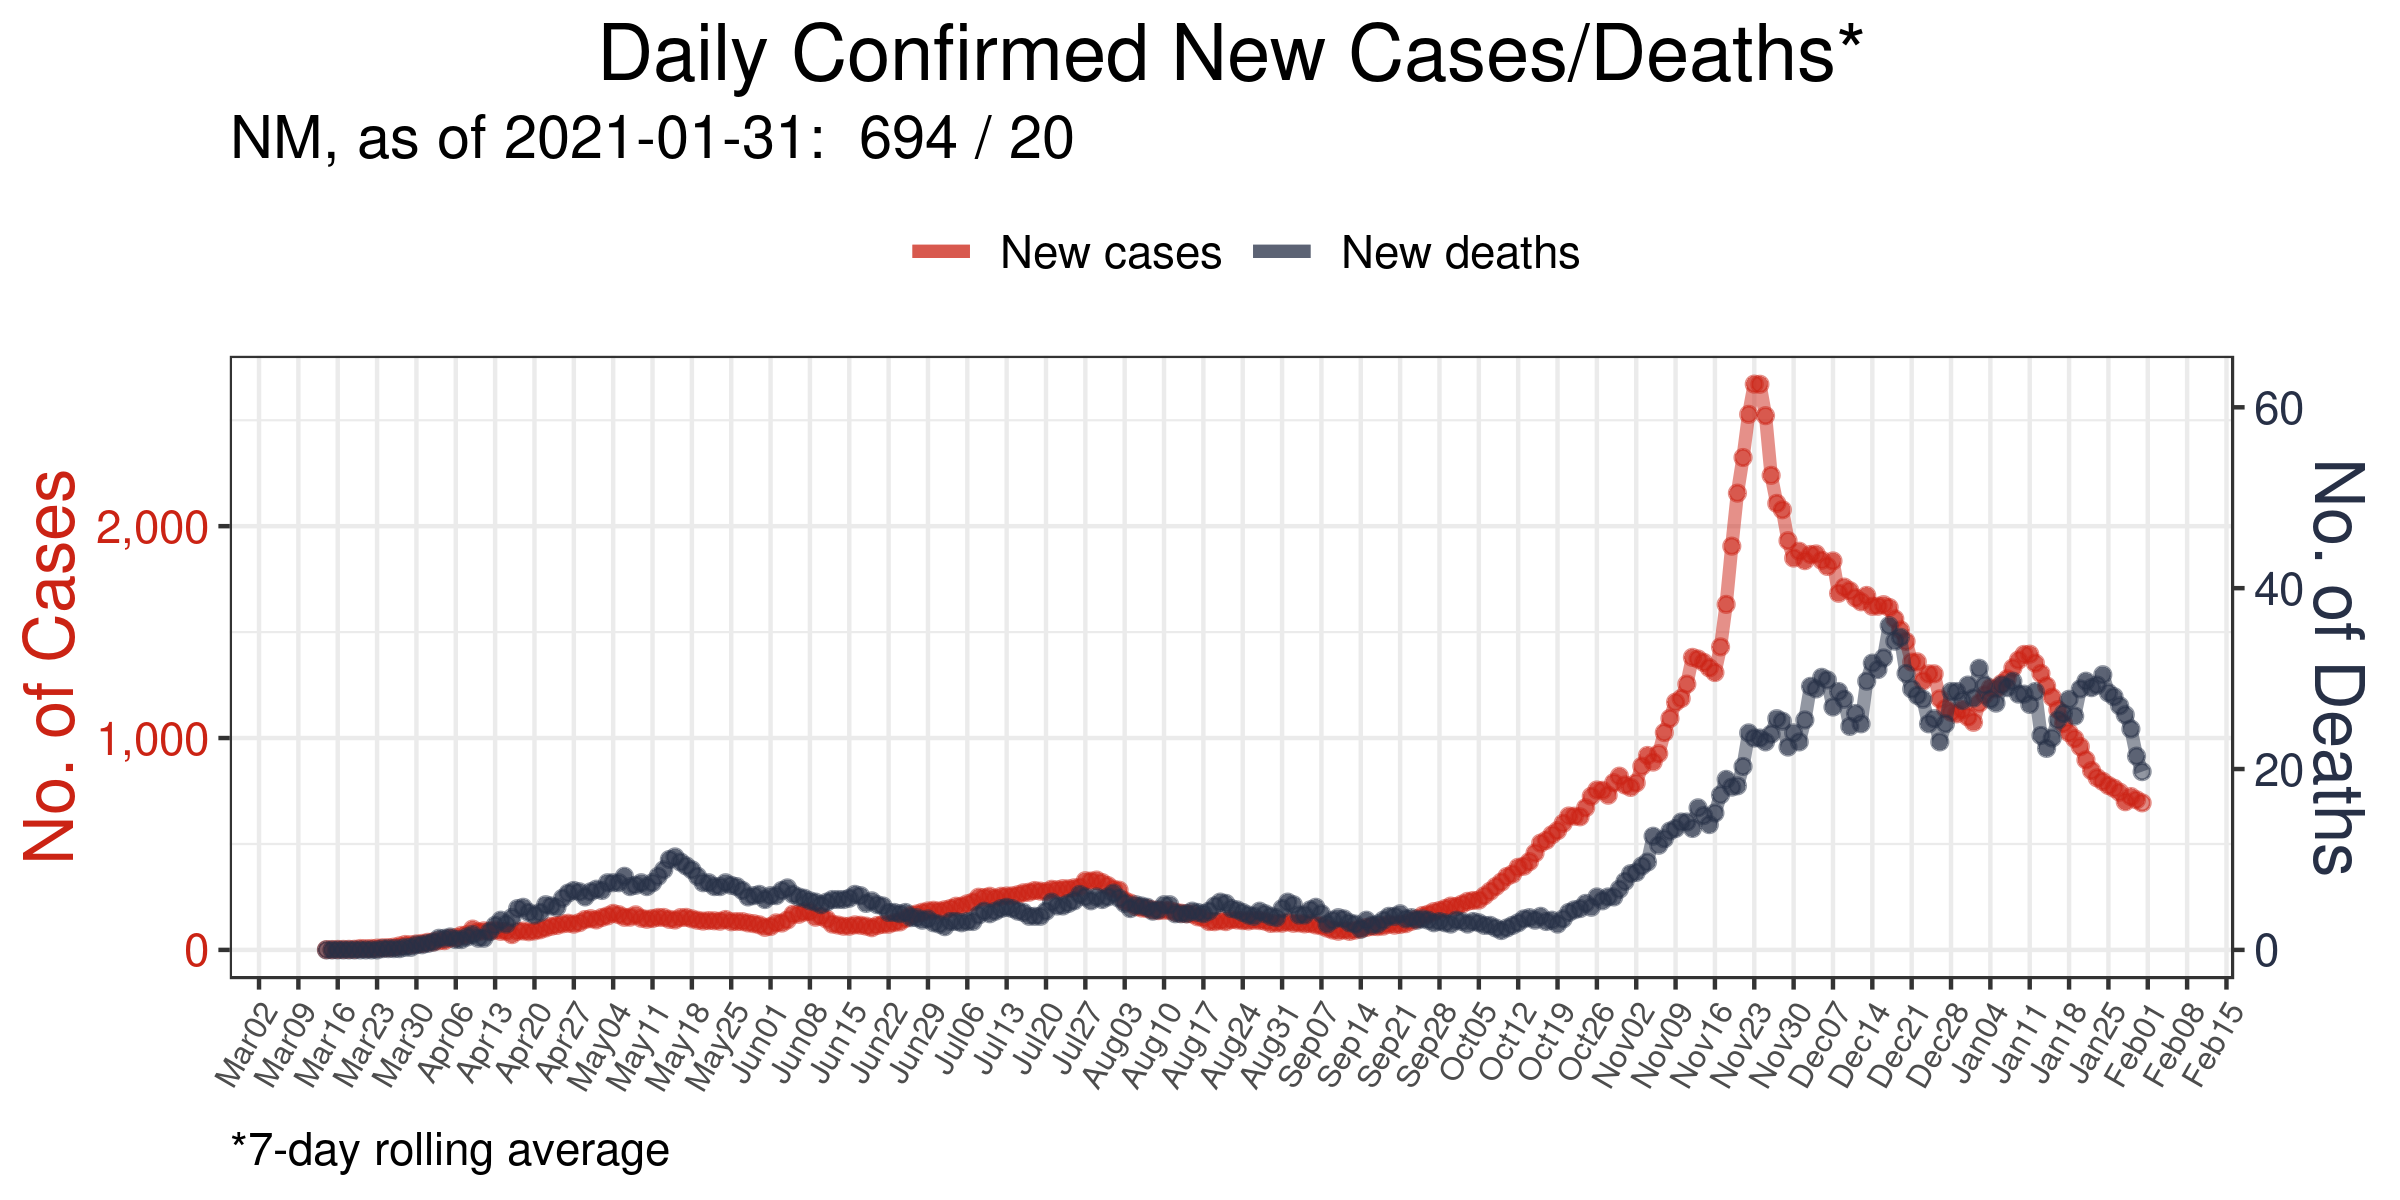 Daily Confirmed New Cases/Deaths*
NM, as of 2021-01-31:  694 / 20
New cases
New deaths
No. of Cases
2,000
1,000
0
60
40
20
0
No. of Deaths
Mar02
Mar09
Mar16
Mar23
Mar30
Apr06
Apr13
Apr20
Apr27
May04
May11
May18
May25
Jun01
Jun08
Jun15
Jun22
Jun29
Jul06
Jul13
Jul20
Jul27
Aug03
Aug10
Aug17
Aug24
Aug31
Sep07
Sep14
Sep21
Sep28
Oct05
Oct12
Oct19
Oct26
Nov02
Nov09
Nov16
Nov23
Nov30
Dec07
Dec14
Dec21
Dec28
Jan04
Jan11
Jan18
Jan25
Feb01
Feb08
Feb15
*7-day rolling average